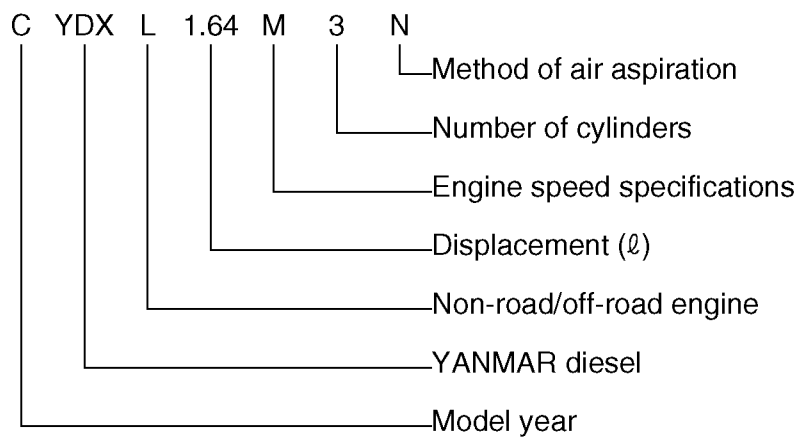 C YDX L 1.64 M 3 N
Method of air aspiration
Number of cylinders
Engine speed specifications
Displacement (ℓ)
Non-road/off-road engine
YANMAR diesel
Model year